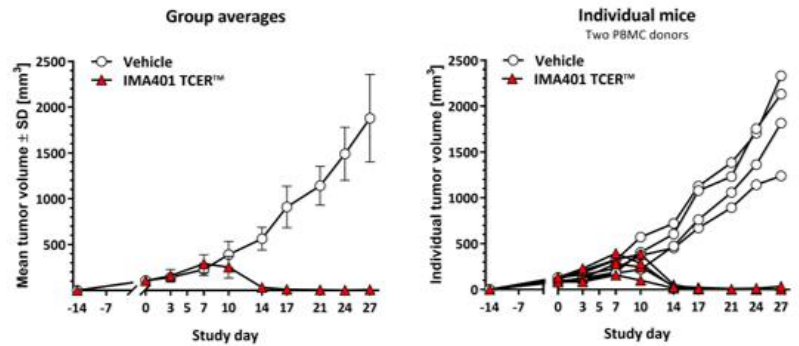 Group averages
Vehicle
IMA401 TCER™
Mean tumor volume ± SD [mm³]
2500
2000
1500
1000
500
-14 -7 0 3 5 7 10 14 17 21 24 27
Study day
Individual mice
Two PBMC donors
Vehicle
IMA401 TCER™
Individual tumor volume [mm³]
2500
2000
1500
1000
500
0
-14 -7 0 3 5 7 10 14 17 21 24 27
Study day